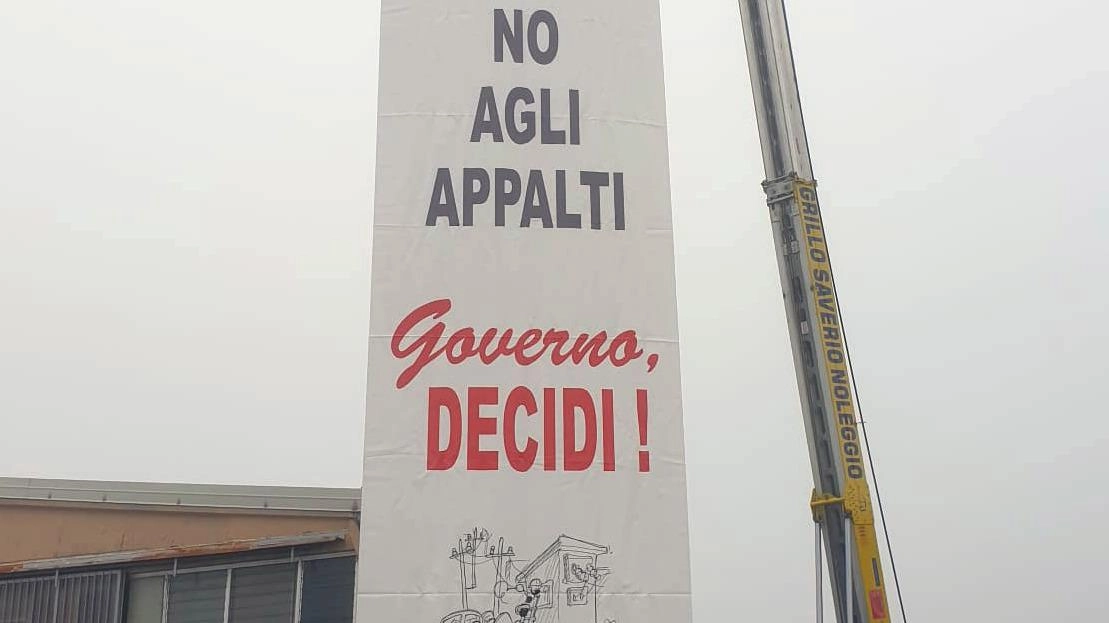 NO
AGLI
APPALTI
Governo,
DECIDI !
GRILLO SAVERIO NOLEGGIO